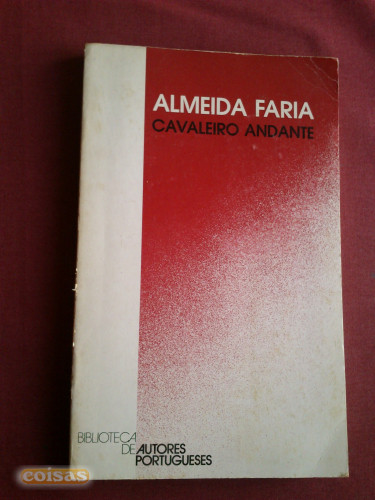 ALMEIDA FARIA
CAVALEIRO ANDANTE
BIBLIOTECA
DE AUTORES
PORTUGUESES
coisas